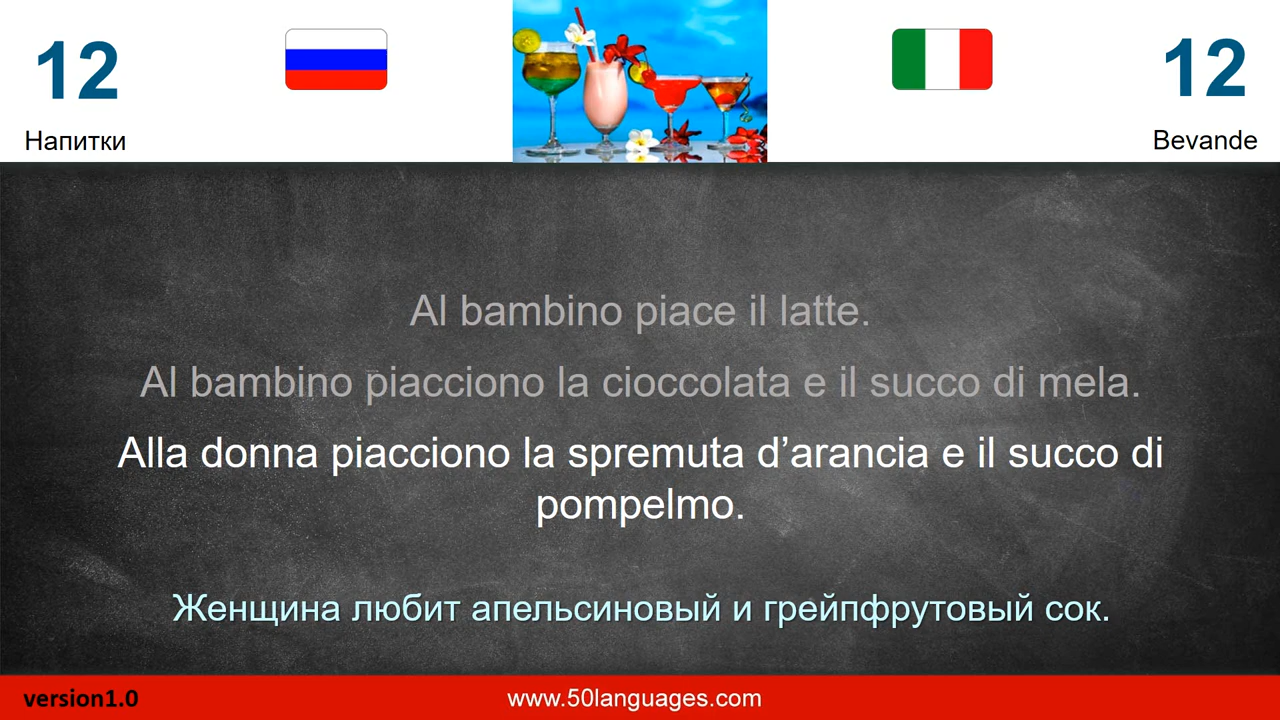 12
12
Напитки
Bevande
Al bambino piace il latte.
Al bambino piacciono la cioccolata e il succo di mela.
Alla donna piacciono la spremuta d’arancia e il succo di
pompelmo.
Женщина любит апельсиновый и грейпфрутовый сок.
version1.0
www.50languages.com